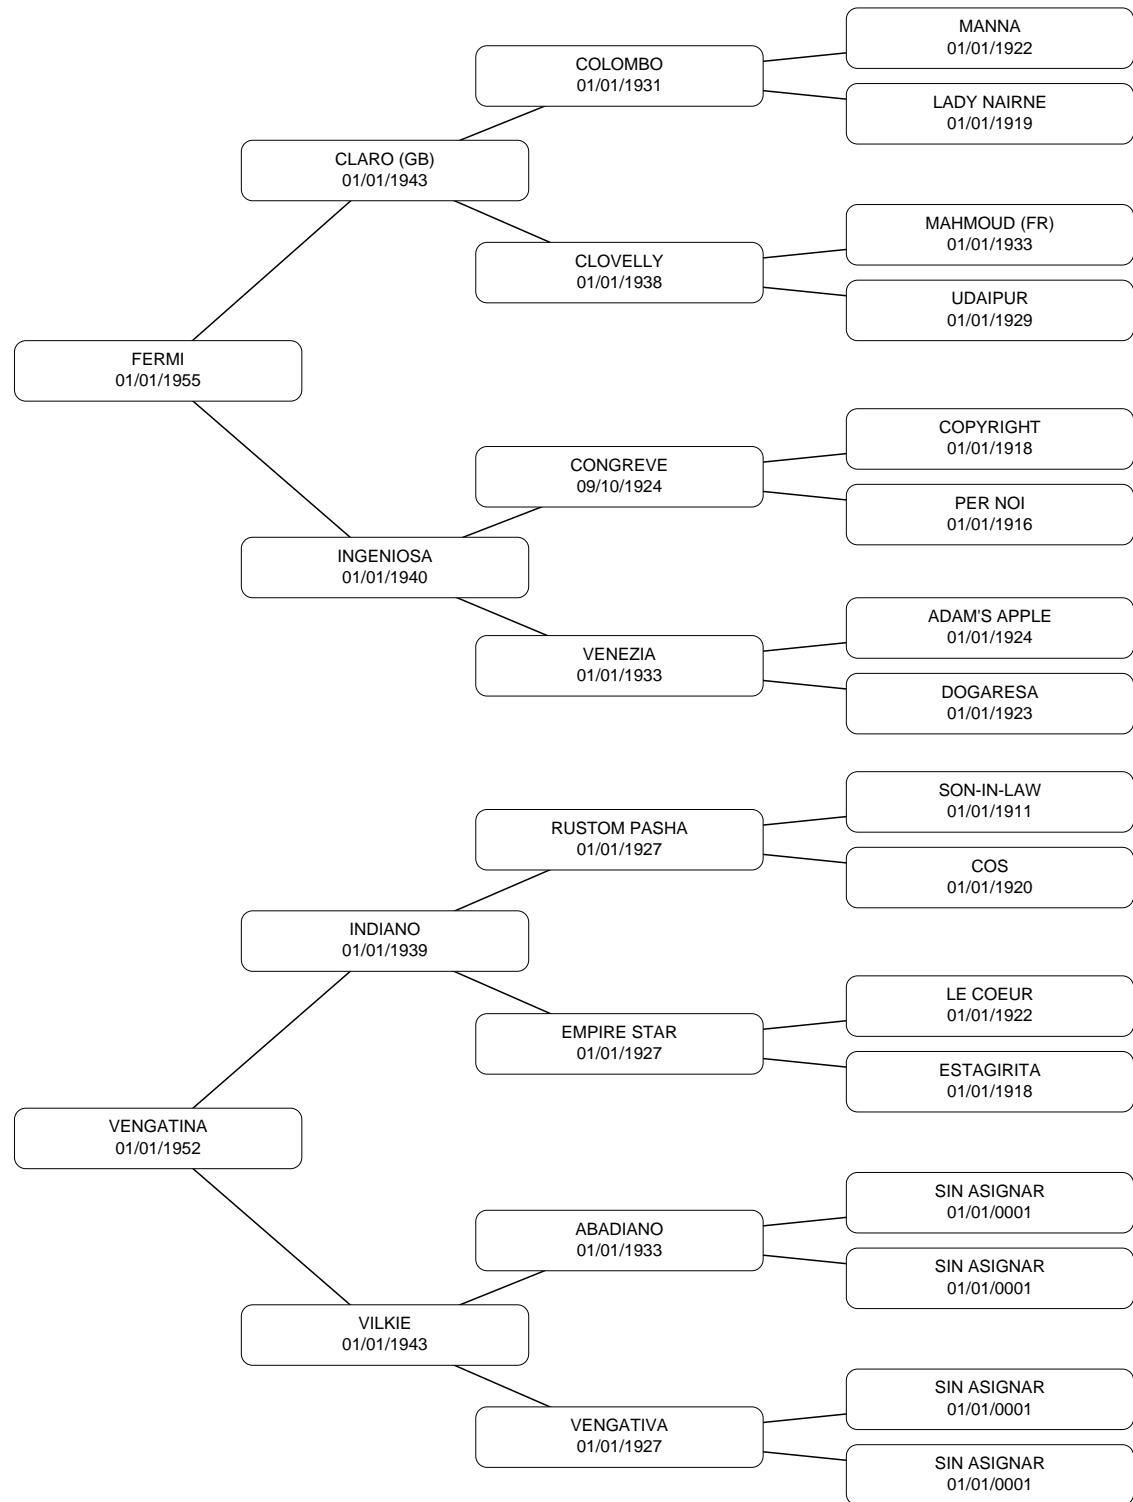 MANNA
01/01/1922
COLOMBO
01/01/1931
LADY NAIRNE
01/01/1919
CLARO (GB)
01/01/1943
MAHMOUD (FR)
01/01/1933
CLOVELLY
01/01/1938
UDAIPUR
01/01/1929
FERMI
01/01/1955
COPYRIGHT
01/01/1918
CONGREVE
09/10/1924
PER NOI
01/01/1916
INGENIOSA
01/01/1940
ADAM'S APPLE
01/01/1924
VENEZIA
01/01/1933
DOGARESA
01/01/1923
SON-IN-LAW
01/01/1911
RUSTOM PASHA
01/01/1927
COS
01/01/1920
INDIANO
01/01/1939
LE COEUR
01/01/1922
EMPIRE STAR
01/01/1927
ESTAGIRITA
01/01/1918
VENGATINA
01/01/1952
SIN ASIGNAR
01/01/0001
ABADIANO
01/01/1933
SIN ASIGNAR
01/01/0001
VILKIE
01/01/1943
SIN ASIGNAR
01/01/0001
VENGATIVA
01/01/1927
SIN ASIGNAR
01/01/0001